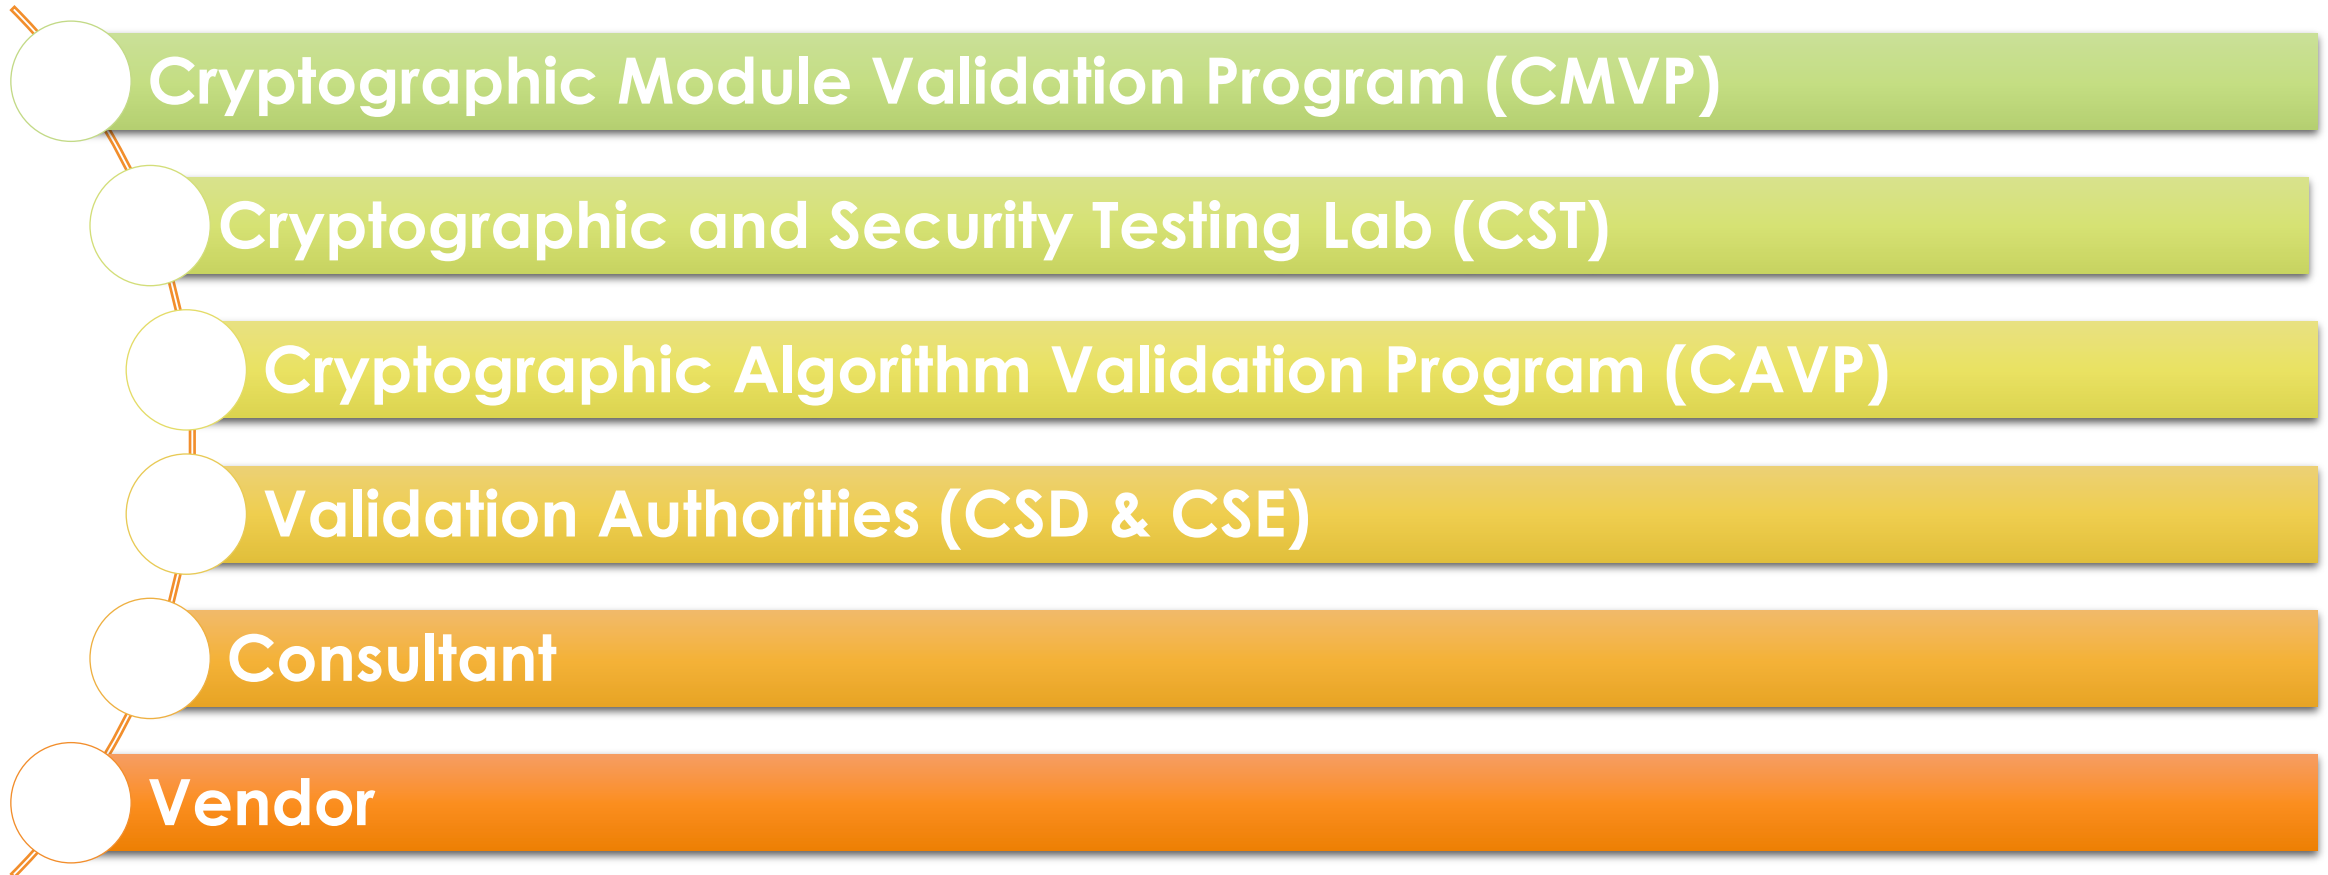 Cryptographic Module Validation Program (CMVP)
Cryptographic and Security Testing Lab (CST)
Cryptographic Algorithm Validation Program (CAVP)
Validation Authorities (CSD & CSE)
Consultant
Vendor